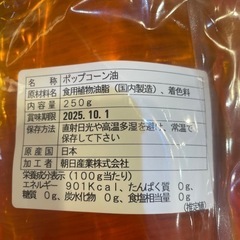 名称 ポップコーン油
原材料名 食用植物油脂（国内製造）、着色料
内容量 250g
賞味期限 2025.10.1
保存方法 直射日光や高温多湿を避け、常温で
保存して下さい
原産国 日本
加工者 朝日産業株式会社
栄養成分表示（100g当たり）
エネルギー 901Kcal、たんぱく質 0g、
糖質 0g、炭水化物 0g、食塩相当量 0g
（推定値）